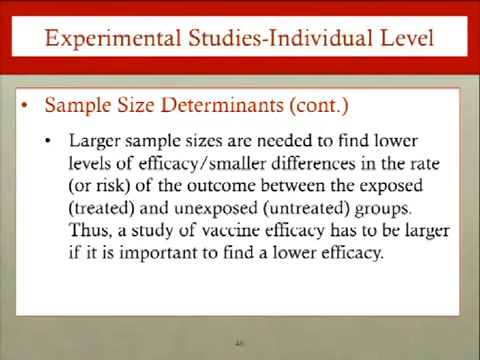 Experimental Studies-Individual Level
• Sample Size Determinants (cont.)
• Larger sample sizes are needed to find lower
levels of efficacy/smaller differences in the rate
(or risk) of the outcome between the exposed
(treated) and unexposed (untreated) groups.
Thus, a study of vaccine efficacy has to be larger
if it is important to find a lower efficacy.
46